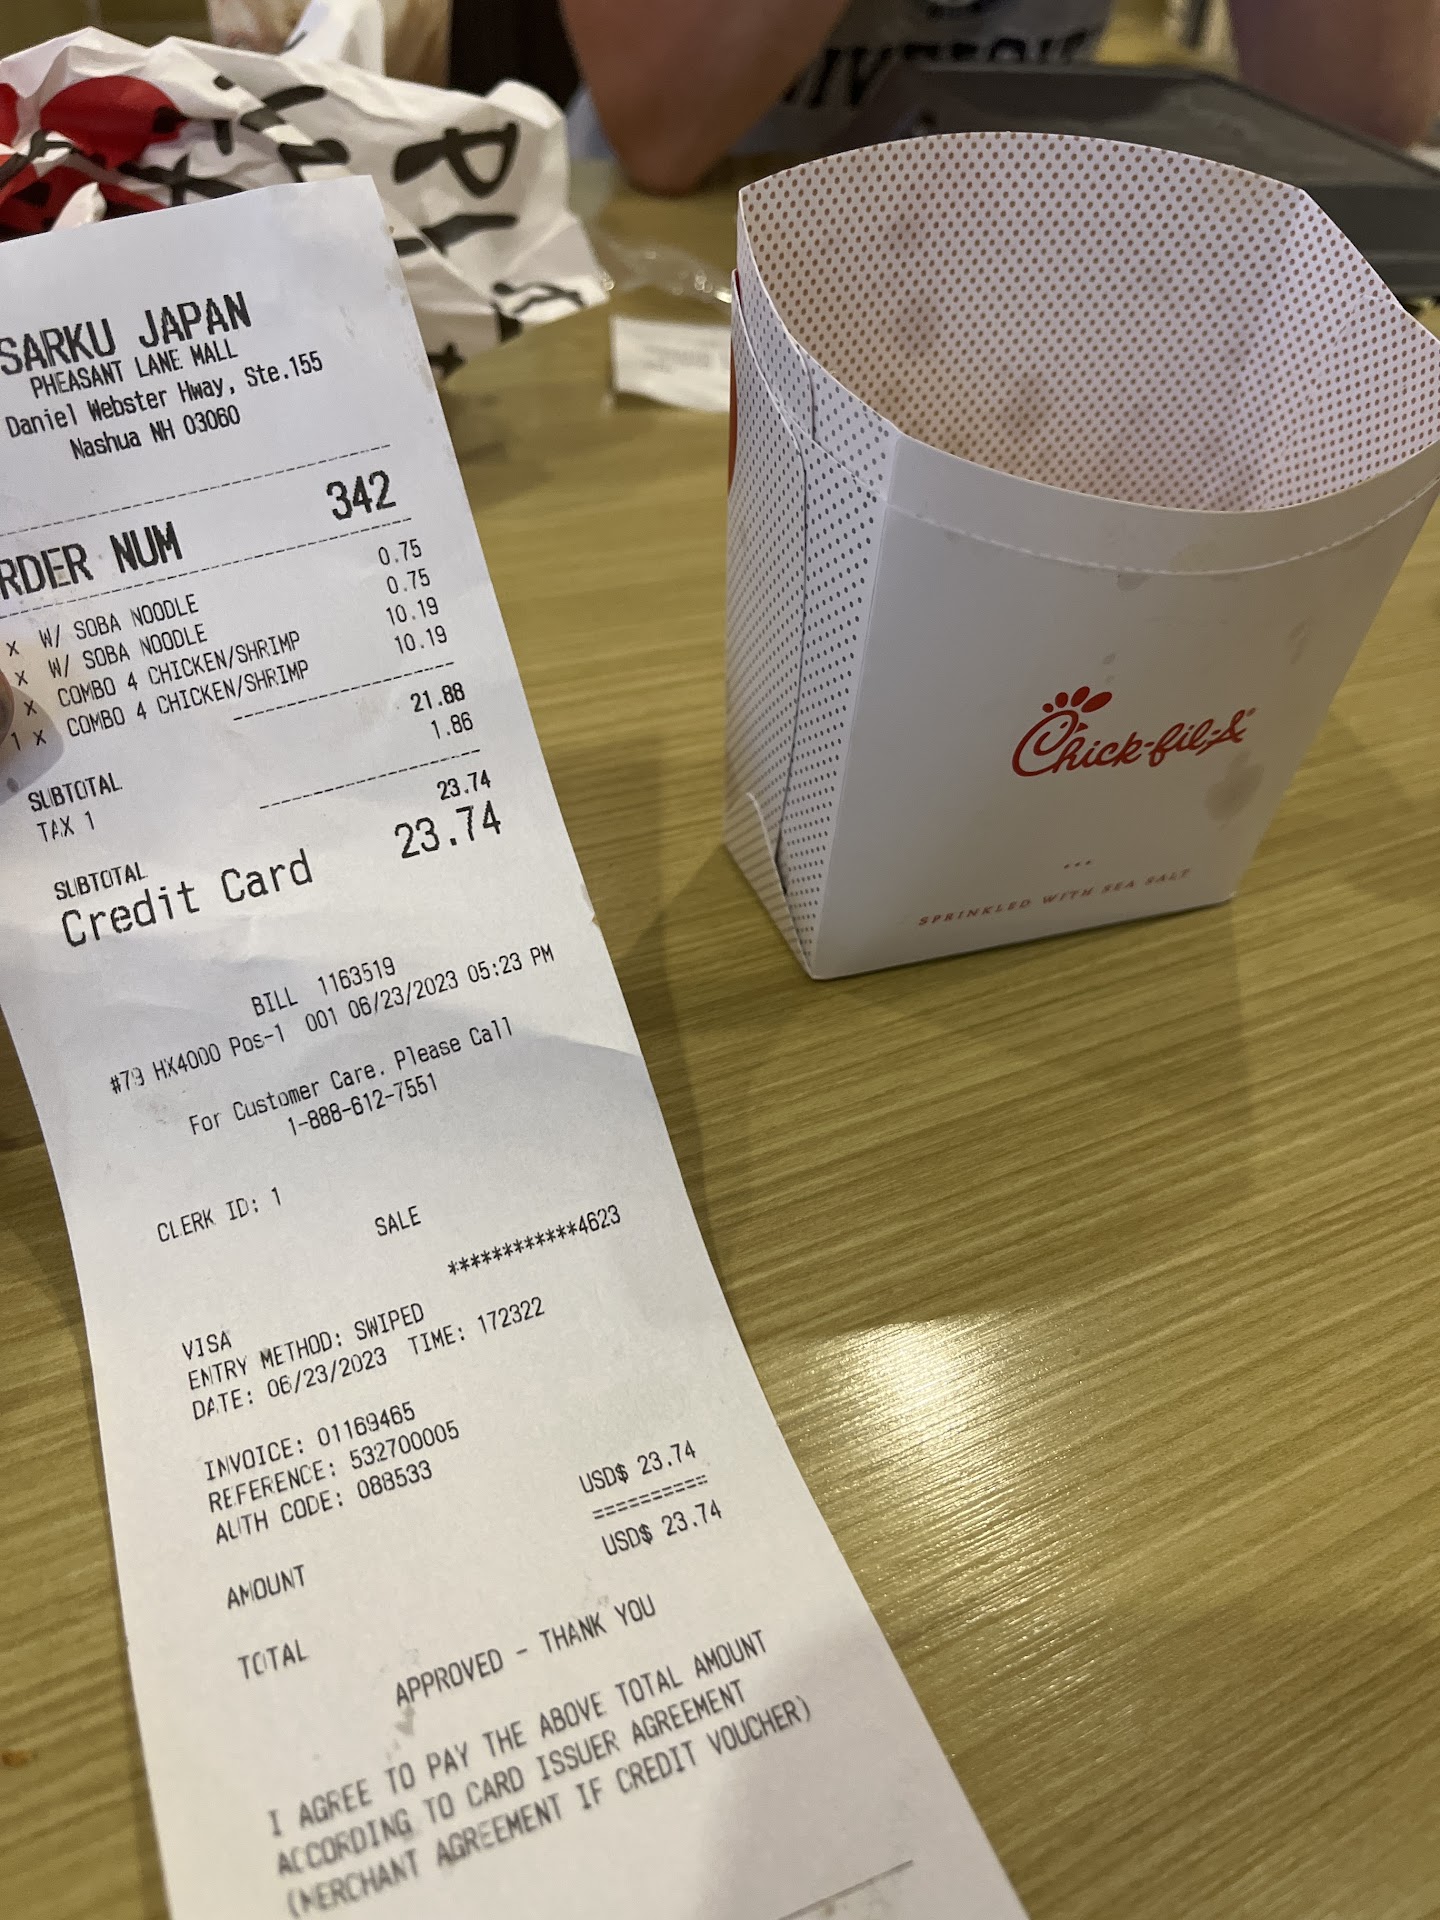 SARKU JAPAN
PHEASANT LANE MALL
Daniel Webster Hway, Ste.155
Nashua NH 03060
RDER NUM 342
x W/ SOBA NOODLE 0.75
x W/ SOBA NOODLE 0.75
x COMBO 4 CHICKEN/SHRIMP 10.19
1 x COMBO 4 CHICKEN/SHRIMP 10.19
SUBTOTAL 21.88
TAX 1 1.86
SUBTOTAL 23.74
Credit Card 23.74
BILL 1163519
#79 HX4000 Pos-1 001 06/23/2023 05:23 PM
For Customer Care. Please Call
1-888-612-7551
CLERK ID: 1
SALE
************4623
VISA
ENTRY METHOD: SWIPED
DATE: 06/23/2023 TIME: 172322
INVOICE: 01169465
REFERENCE: 532700005
AUTH CODE: 088533
AMOUNT USD$ 23.74
==========
TOTAL USD$ 23.74
APPROVED - THANK YOU
I AGREE TO PAY THE ABOVE TOTAL AMOUNT
ACCORDING TO CARD ISSUER AGREEMENT
(MERCHANT AGREEMENT IF CREDIT VOUCHER)
Chick-fil-A®
SPRINKLED WITH SEA SALT